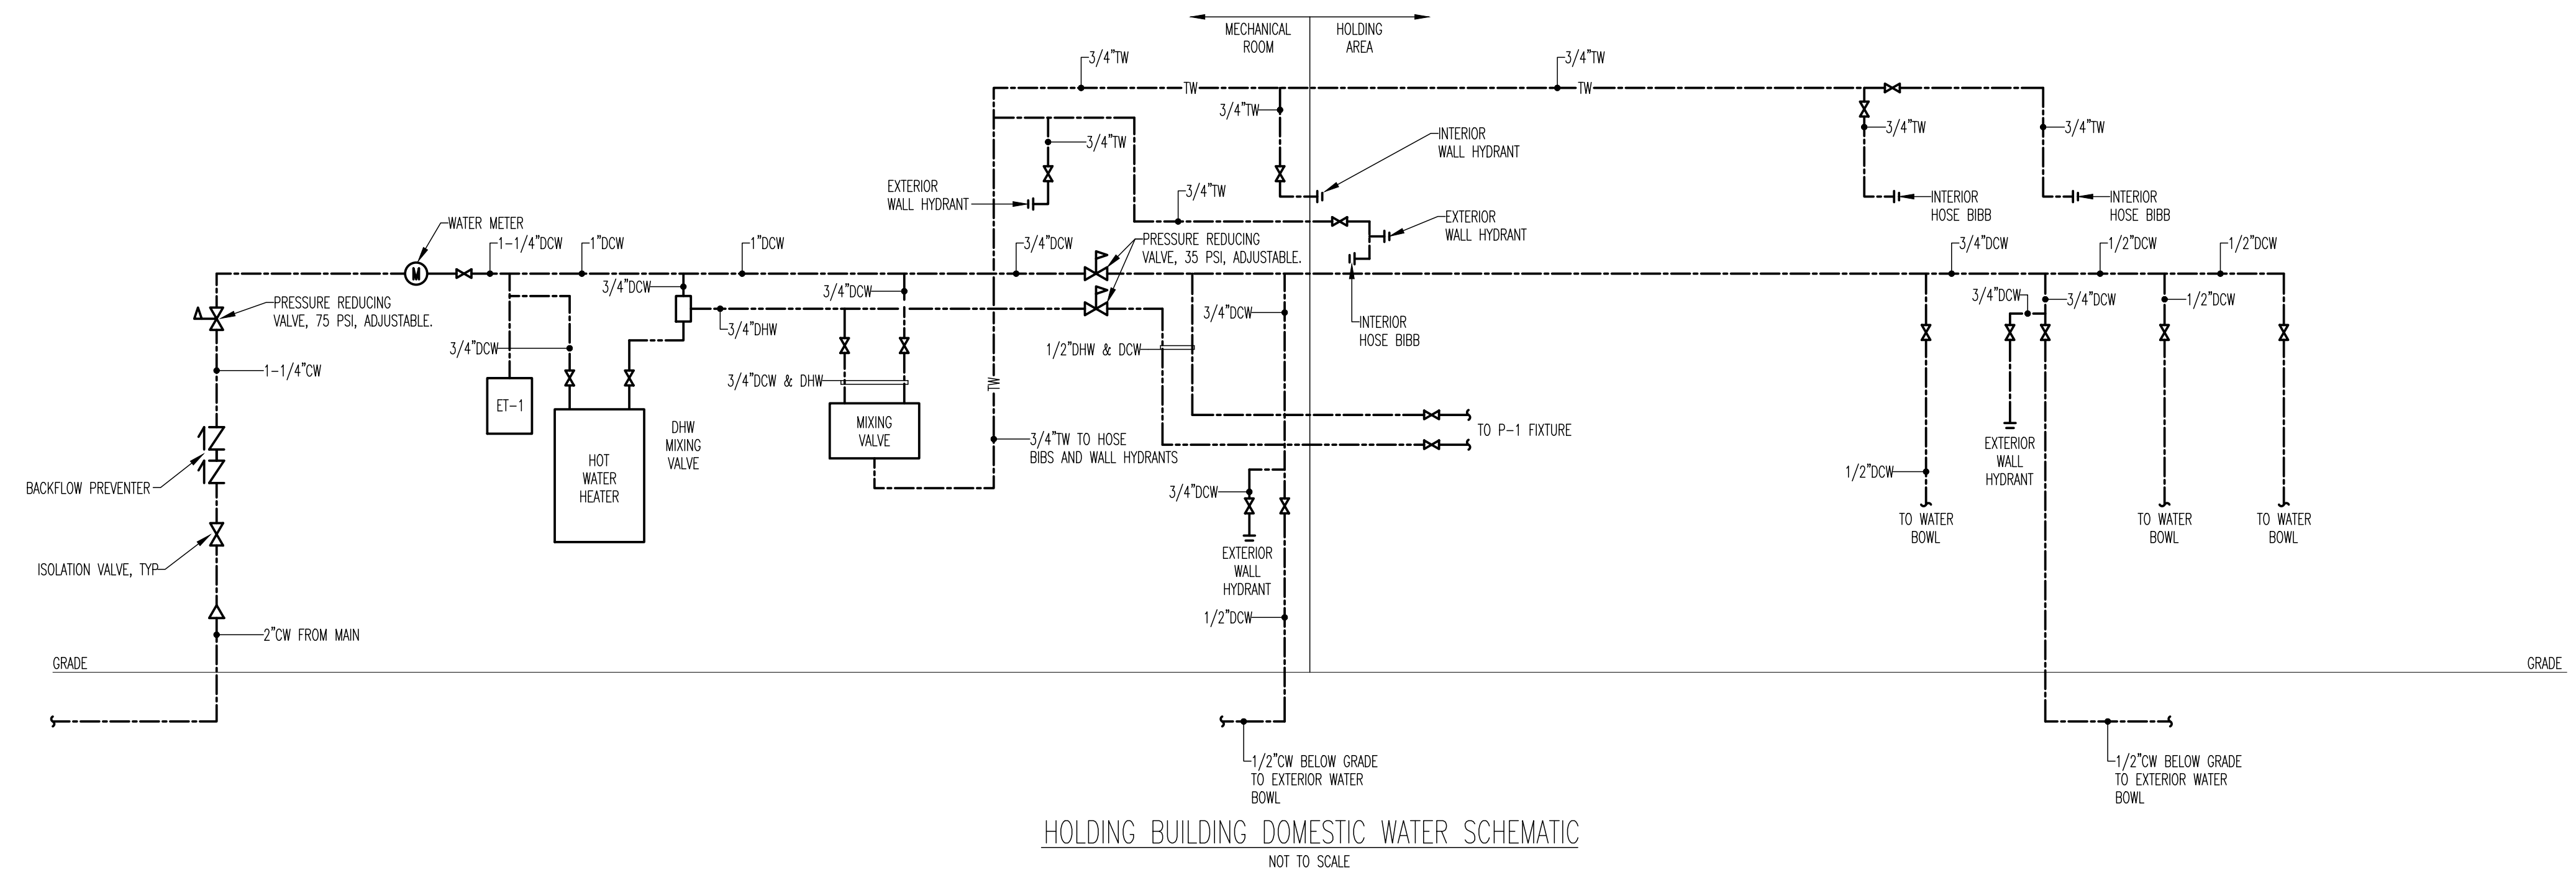 MECHANICAL
ROOM
HOLDING
AREA
3/4"TW
3/4"TW
TW
TW
3/4"TW
3/4"TW
3/4"TW
3/4"TW
INTERIOR
WALL HYDRANT
EXTERIOR
WALL HYDRANT
3/4"TW
INTERIOR
HOSE BIBB
INTERIOR
HOSE BIBB
WATER METER
EXTERIOR
WALL HYDRANT
M
1-1/4"DCW
1"DCW
1"DCW
3/4"DCW
PRESSURE REDUCING
VALVE, 35 PSI, ADJUSTABLE.
3/4"DCW
1/2"DCW
1/2"DCW
PRESSURE REDUCING
VALVE, 75 PSI, ADJUSTABLE.
3/4"DCW
3/4"DCW
3/4"DCW
3/4"DCW
3/4"DCW
1/2"DCW
3/4"DHW
INTERIOR
HOSE BIBB
3/4"DCW
1/2"DHW & DCW
1-1/4"CW
3/4"DCW & DHW
TW
ET-1
MIXING
VALVE
DHW
MIXING
VALVE
3/4"TW TO HOSE
BIBS AND WALL HYDRANTS
TO P-1 FIXTURE
EXTERIOR
WALL
HYDRANT
HOT
WATER
HEATER
BACKFLOW PREVENTER
1/2"DCW
3/4"DCW
TO WATER
BOWL
TO WATER
BOWL
TO WATER
BOWL
EXTERIOR
WALL
HYDRANT
ISOLATION VALVE, TYP
1/2"DCW
2"CW FROM MAIN
GRADE
GRADE
1/2"CW BELOW GRADE
TO EXTERIOR WATER
BOWL
1/2"CW BELOW GRADE
TO EXTERIOR WATER
BOWL
HOLDING BUILDING DOMESTIC WATER SCHEMATIC
NOT TO SCALE